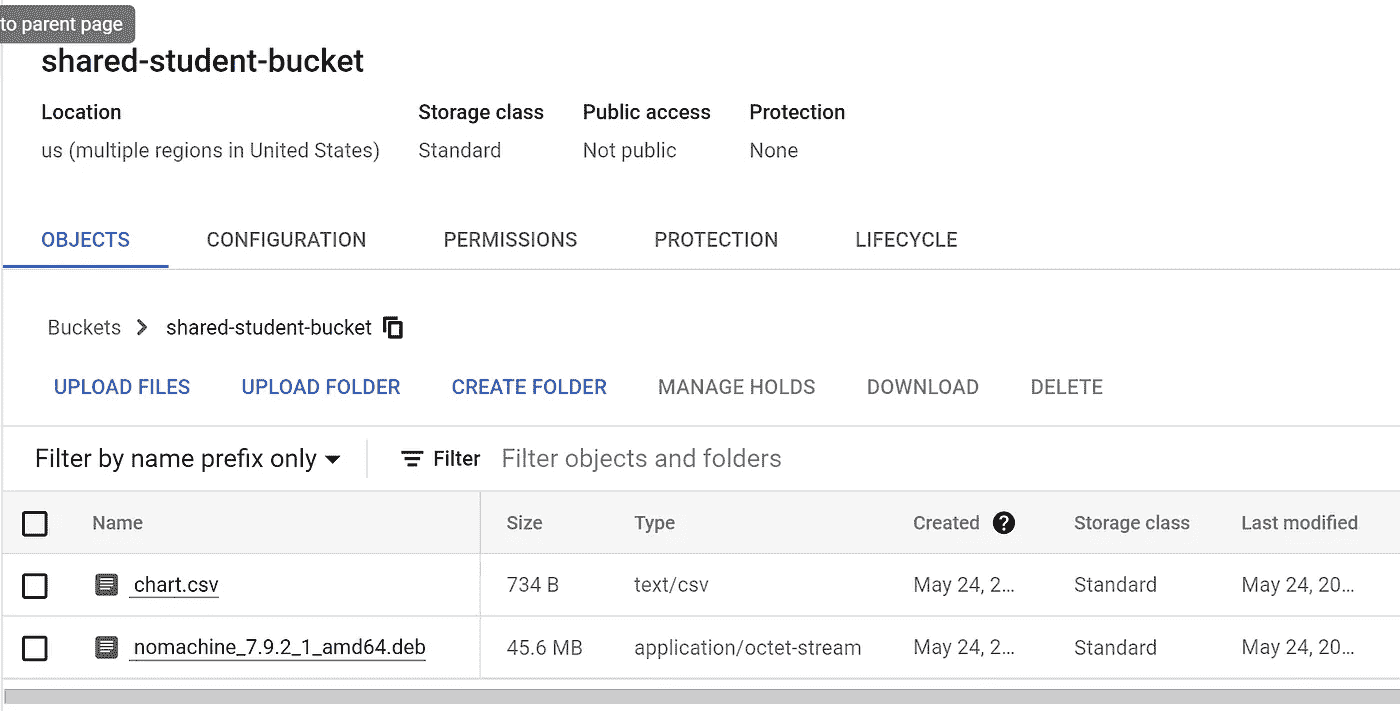 to parent page
shared-student-bucket
Location Storage class Public access Protection
us (multiple regions in United States) Standard Not public None
OBJECTS CONFIGURATION PERMISSIONS PROTECTION LIFECYCLE
Buckets shared-student-bucket
UPLOAD FILES UPLOAD FOLDER CREATE FOLDER MANAGE HOLDS DOWNLOAD DELETE
Filter by name prefix only Filter Filter objects and folders
Name Size Type Created ? Storage class Last modified
chart.csv 734 B text/csv May 24, 2... Standard May 24, 20...
nomachine_7.9.2_1_amd64.deb 45.6 MB application/octet-stream May 24, 2... Standard May 24, 20...